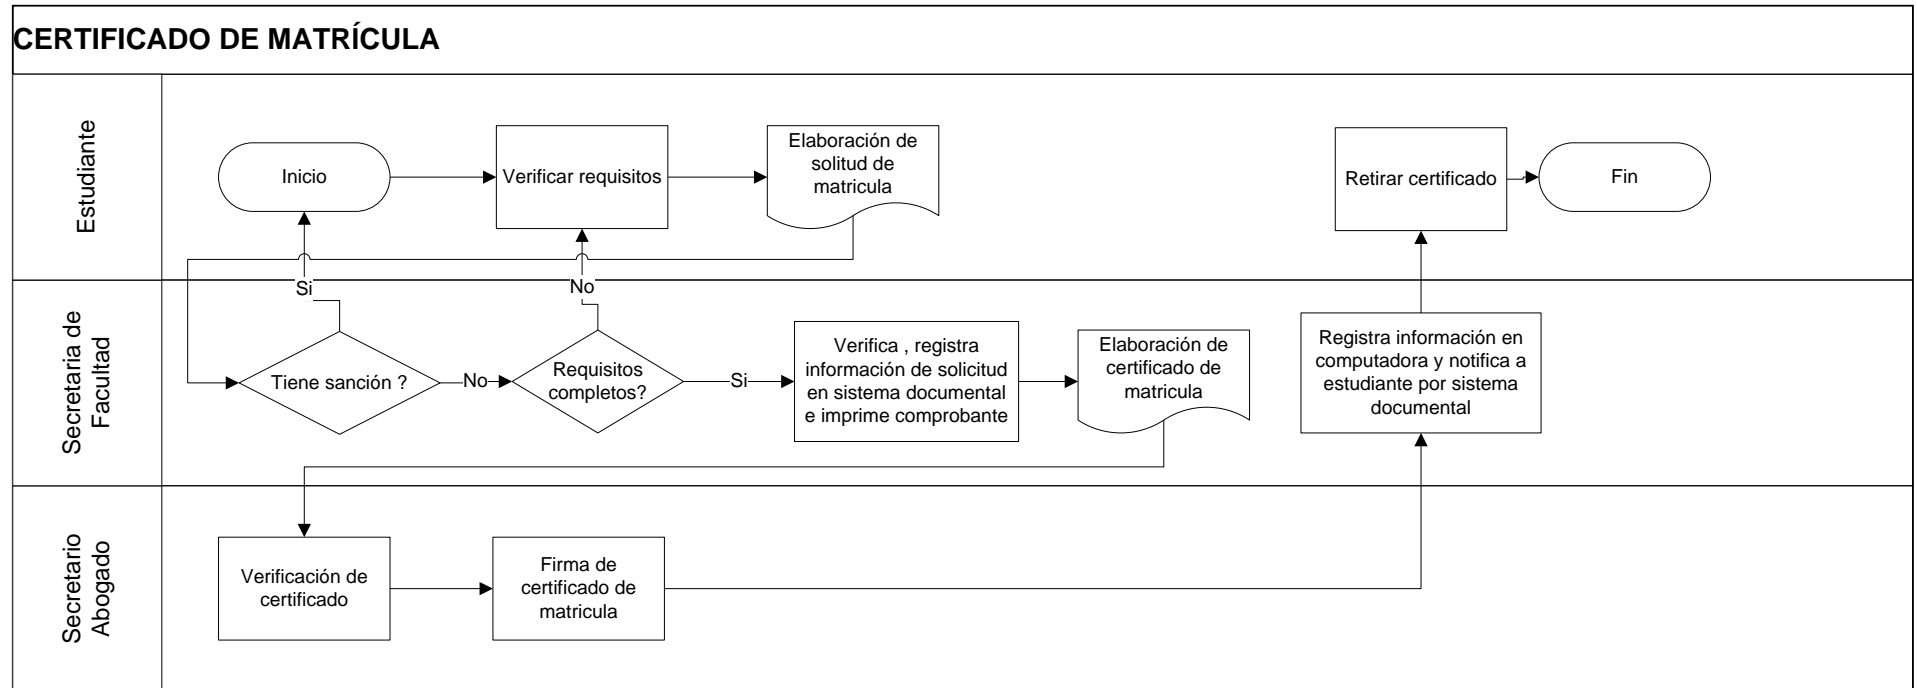 CERTIFICADO DE MATRÍCULA
Estudiante
Inicio
Verificar requisitos
Elaboración de
solitud de
matricula
Retirar certificado
Fin
Si
No
Secretaria de
Facultad
Tiene sanción ?
No
Requisitos
completos?
Si
Verifica , registra
información de solicitud
en sistema documental
e imprime comprobante
Elaboración de
certificado de
matricula
Registra información en
computadora y notifica a
estudiante por sistema
documental
Secretario
Abogado
Verificación de
certificado
Firma de
certificado de
matricula